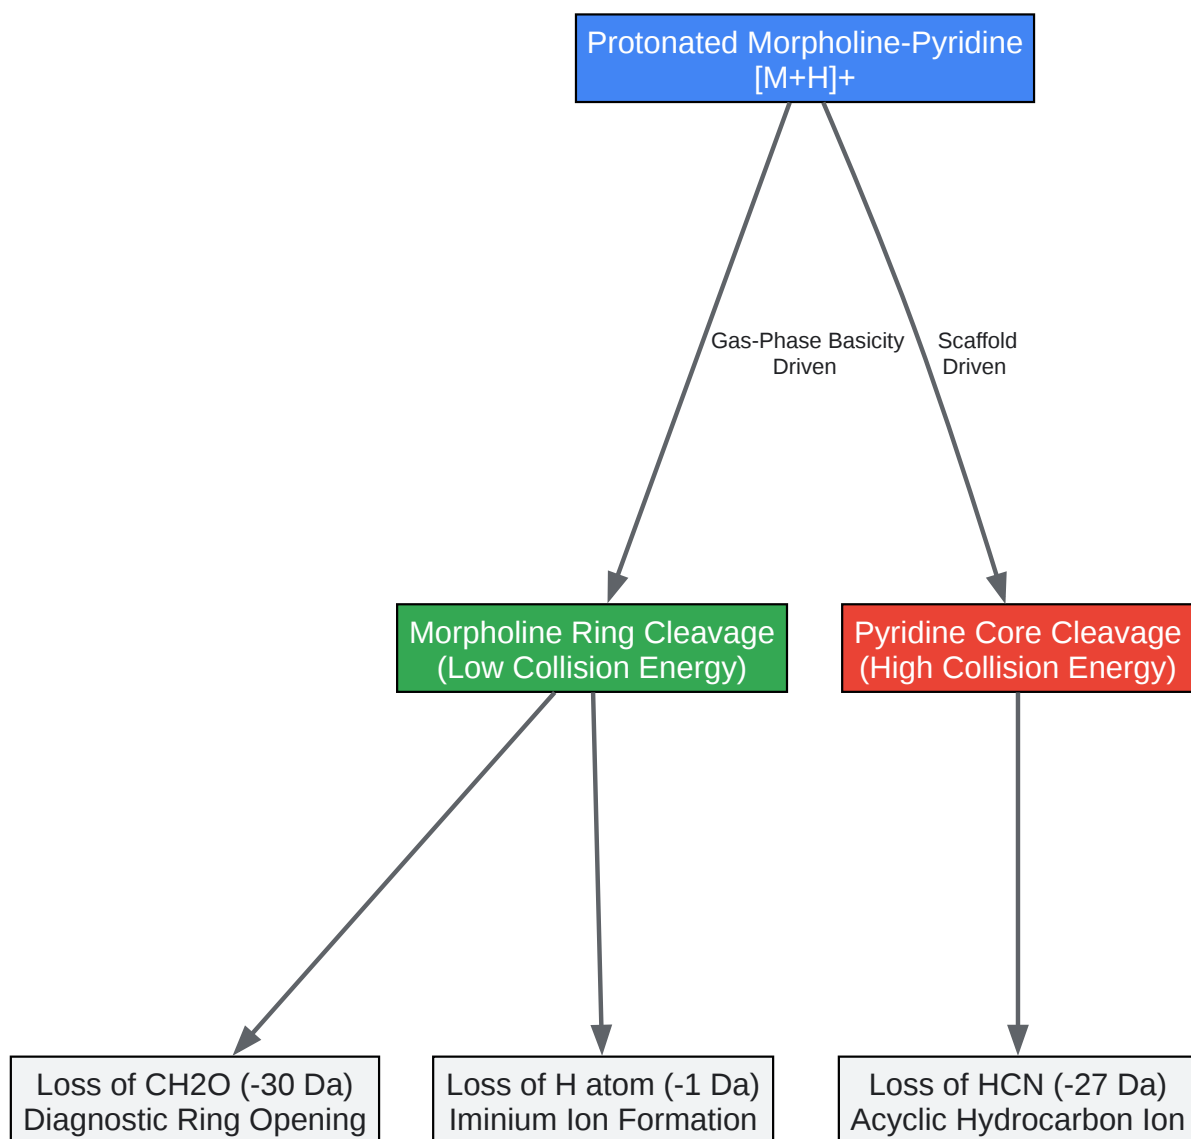 Protonated Morpholine-Pyridine
[M+H]+
Gas-Phase Basicity
Driven
Scaffold
Driven
Morpholine Ring Cleavage
(Low Collision Energy)
Pyridine Core Cleavage
(High Collision Energy)
Loss of CH2O (-30 Da)
Diagnostic Ring Opening
Loss of H atom (-1 Da)
Iminium Ion Formation
Loss of HCN (-27 Da)
Acyclic Hydrocarbon Ion